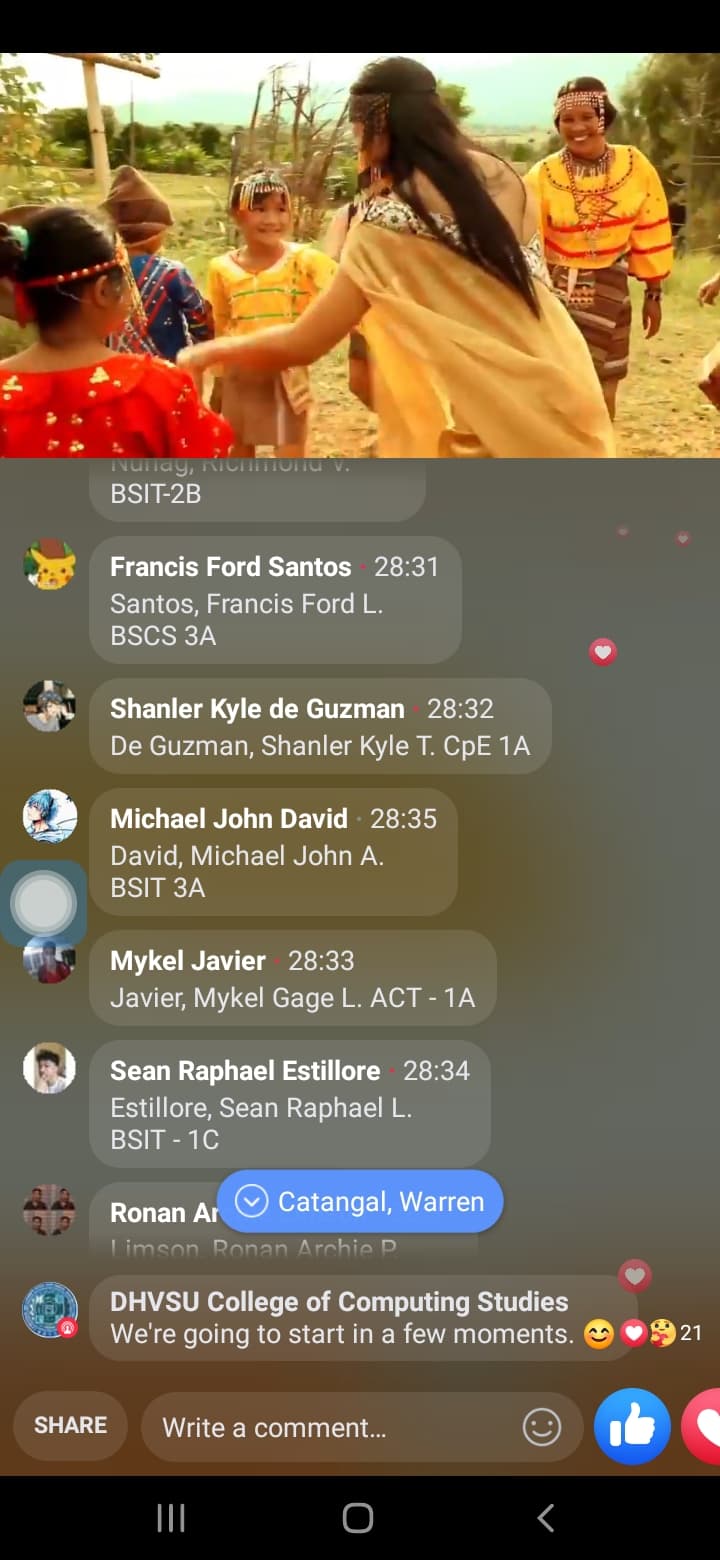 Nunag, Richmond V.
BSIT-2B
Francis Ford Santos · 28:31
Santos, Francis Ford L.
BSCS 3A
Shanler Kyle de Guzman · 28:32
De Guzman, Shanler Kyle T. CpE 1A
Michael John David · 28:35
David, Michael John A.
BSIT 3A
Mykel Javier · 28:33
Javier, Mykel Gage L. ACT - 1A
Sean Raphael Estillore · 28:34
Estillore, Sean Raphael L.
BSIT - 1C
Ronan Ar
Catangal, Warren
Limson, Ronan Archie P.
DHVSU College of Computing Studies
We're going to start in a few moments. 😊 21
SHARE
Write a comment...